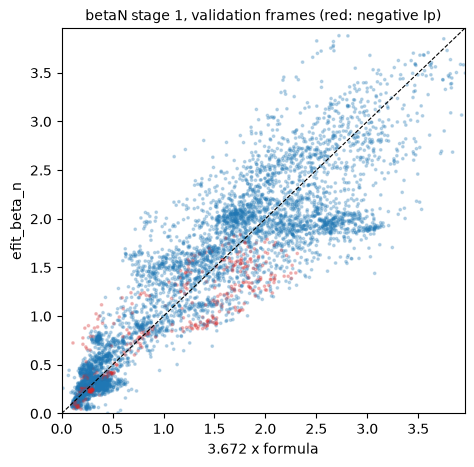 betaN stage 1, validation frames (red: negative Ip)
efit_beta_n
3.5
3.0
2.5
2.0
1.5
1.0
0.5
0.0
0.0 0.5 1.0 1.5 2.0 2.5 3.0 3.5
3.672 x formula